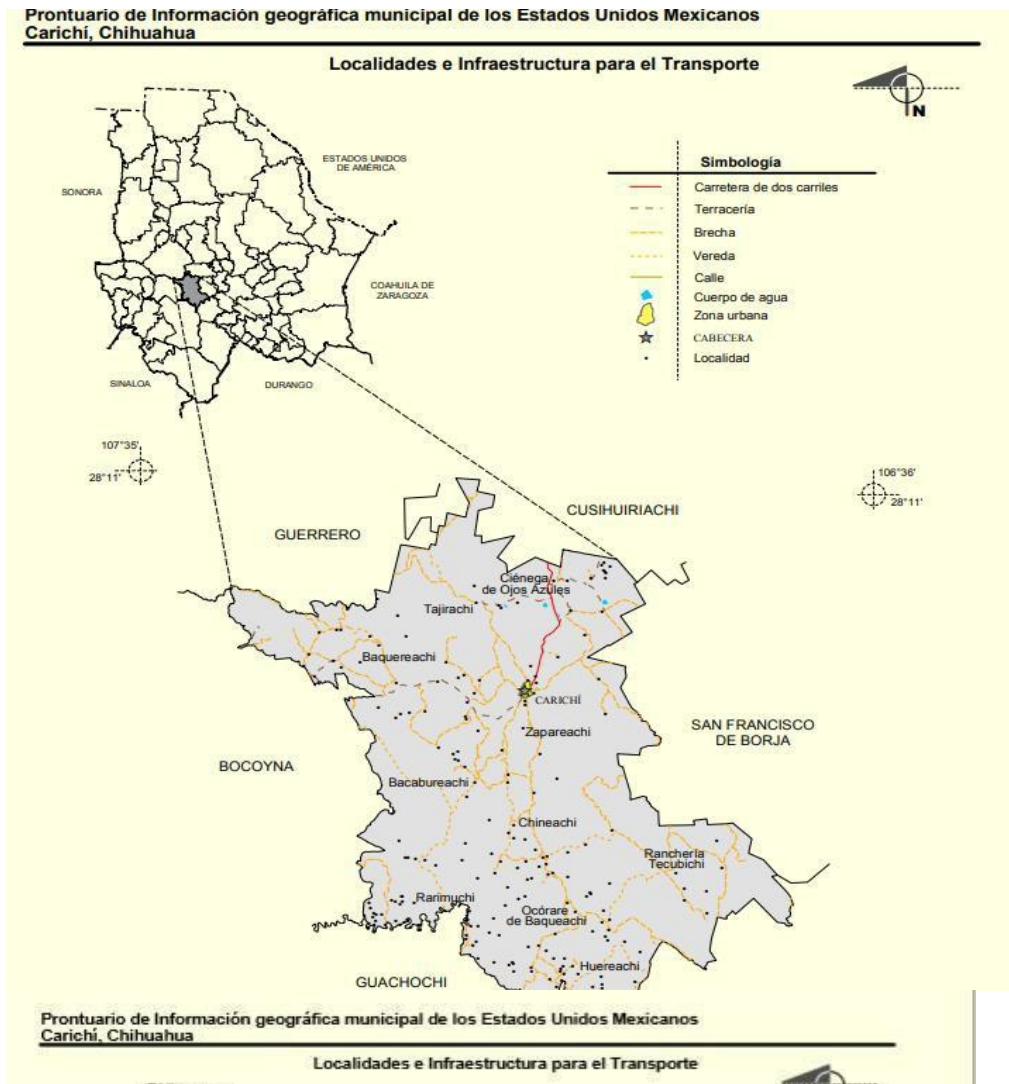 Prontuario de Información geográfica municipal de los Estados Unidos Mexicanos
Carichí, Chihuahua
Localidades e Infraestructura para el Transporte
N
ESTADOS UNIDOS
DE AMÉRICA
SONORA
COAHUILA DE
ZARAGOZA
SINALOA
DURANGO
Simbología
Carretera de dos carriles
Terracería
Brecha
Vereda
Calle
Cuerpo de agua
Zona urbana
CABECERA
Localidad
107°35'
28°11'
106°36'
28°11'
GUERRERO
CUSIHUIRIACHI
Ciénega
de Ojos Azules
Tajirachi
Baquereachi
CARICHÍ
Zapareachi
SAN FRANCISCO
DE BORJA
BOCOYNA
Bacabureachi
Chineachi
Ranchería
Tecubichi
Rarimuchi
Ocórare
de Baqueachi
Huereachi
GUACHOCHI
Prontuario de Información geográfica municipal de los Estados Unidos Mexicanos
Carichí, Chihuahua
Localidades e Infraestructura para el Transporte